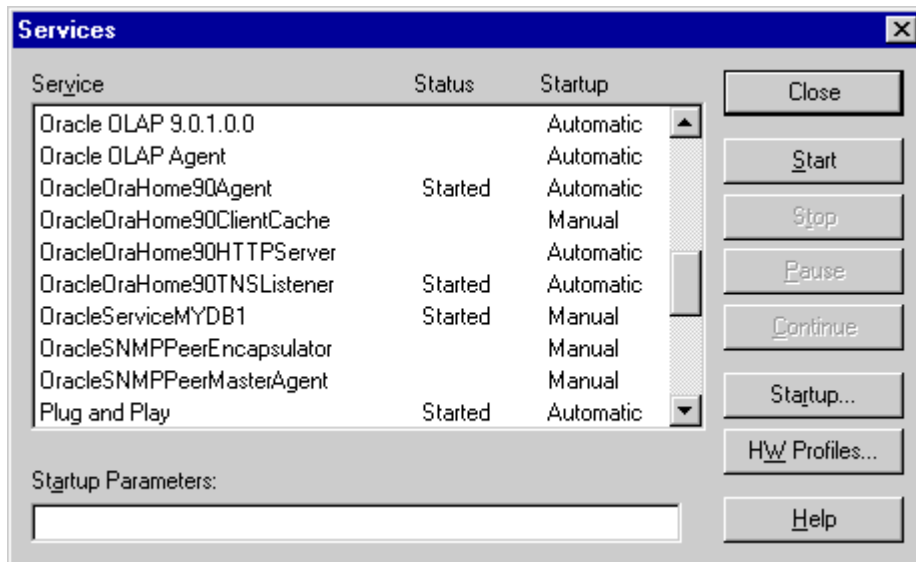 Services
Service Status Startup
Oracle OLAP 9.0.1.0.0 Automatic
Oracle OLAP Agent Automatic
OracleOraHome90Agent Started Automatic
OracleOraHome90ClientCache Manual
OracleOraHome90HTTPServer Automatic
OracleOraHome90TNSListener Started Automatic
OracleServiceMYDB1 Started Manual
OracleSNMPPeerEncapsulator Manual
OracleSNMPPeerMasterAgent Manual
Plug and Play Started Automatic
Startup Parameters:
Close
Start
Stop
Pause
Continue
Startup...
HW Profiles...
Help